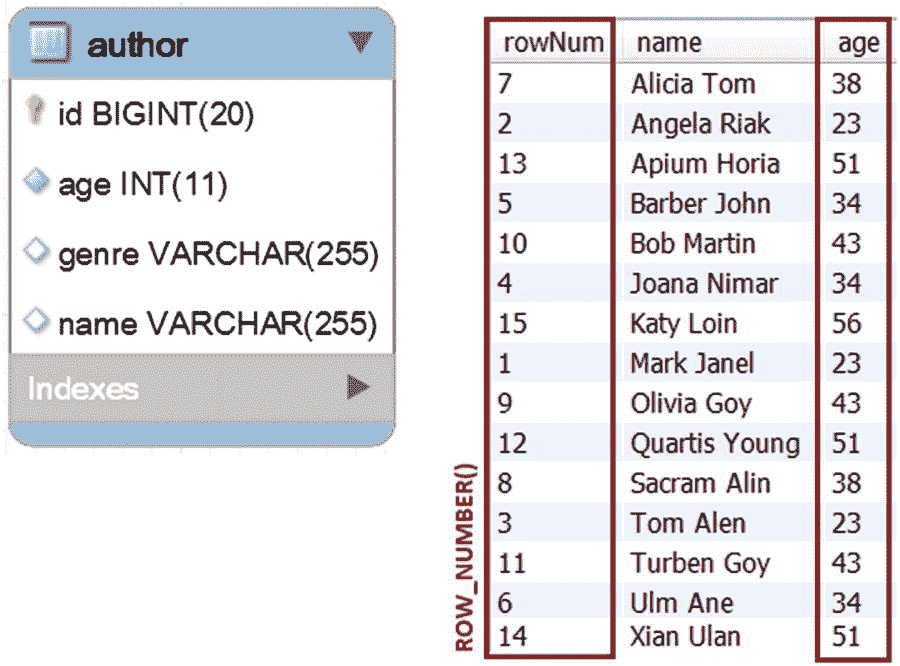 author
id BIGINT(20)
age INT(11)
genre VARCHAR(255)
name VARCHAR(255)
Indexes
ROW_NUMBER()
rowNum name age
7 Alicia Tom 38
2 Angela Riak 23
13 Apium Horia 51
5 Barber John 34
10 Bob Martin 43
4 Joana Nimar 34
15 Katy Loin 56
1 Mark Janel 23
9 Olivia Goy 43
12 Quartis Young 51
8 Sacram Alin 38
3 Tom Alen 23
11 Turben Goy 43
6 Ulm Ane 34
14 Xian Ulan 51